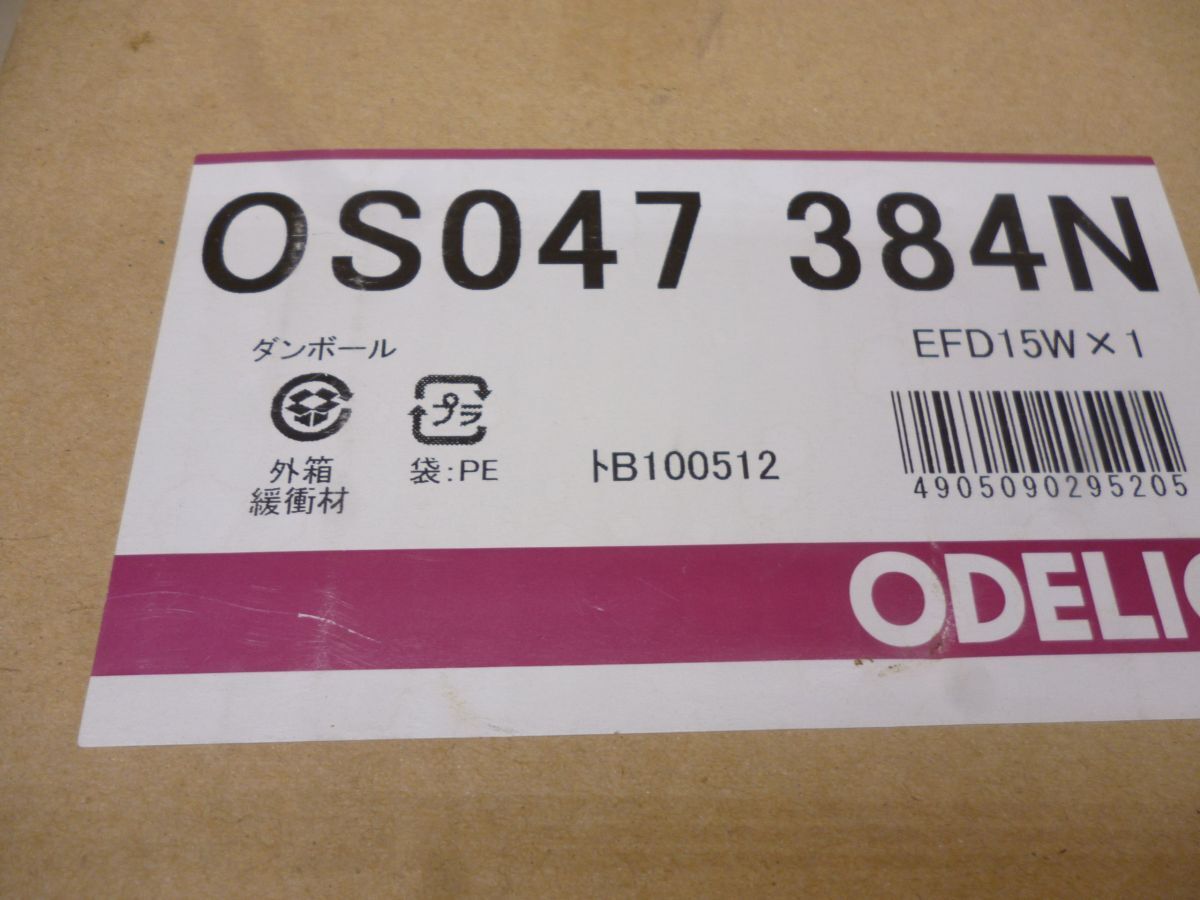 OS047 384N
ダンボール
EFD15W×1
プラ
外箱
緩衝材
袋:PE
ﾄB100512
4905090295205
ODELIC